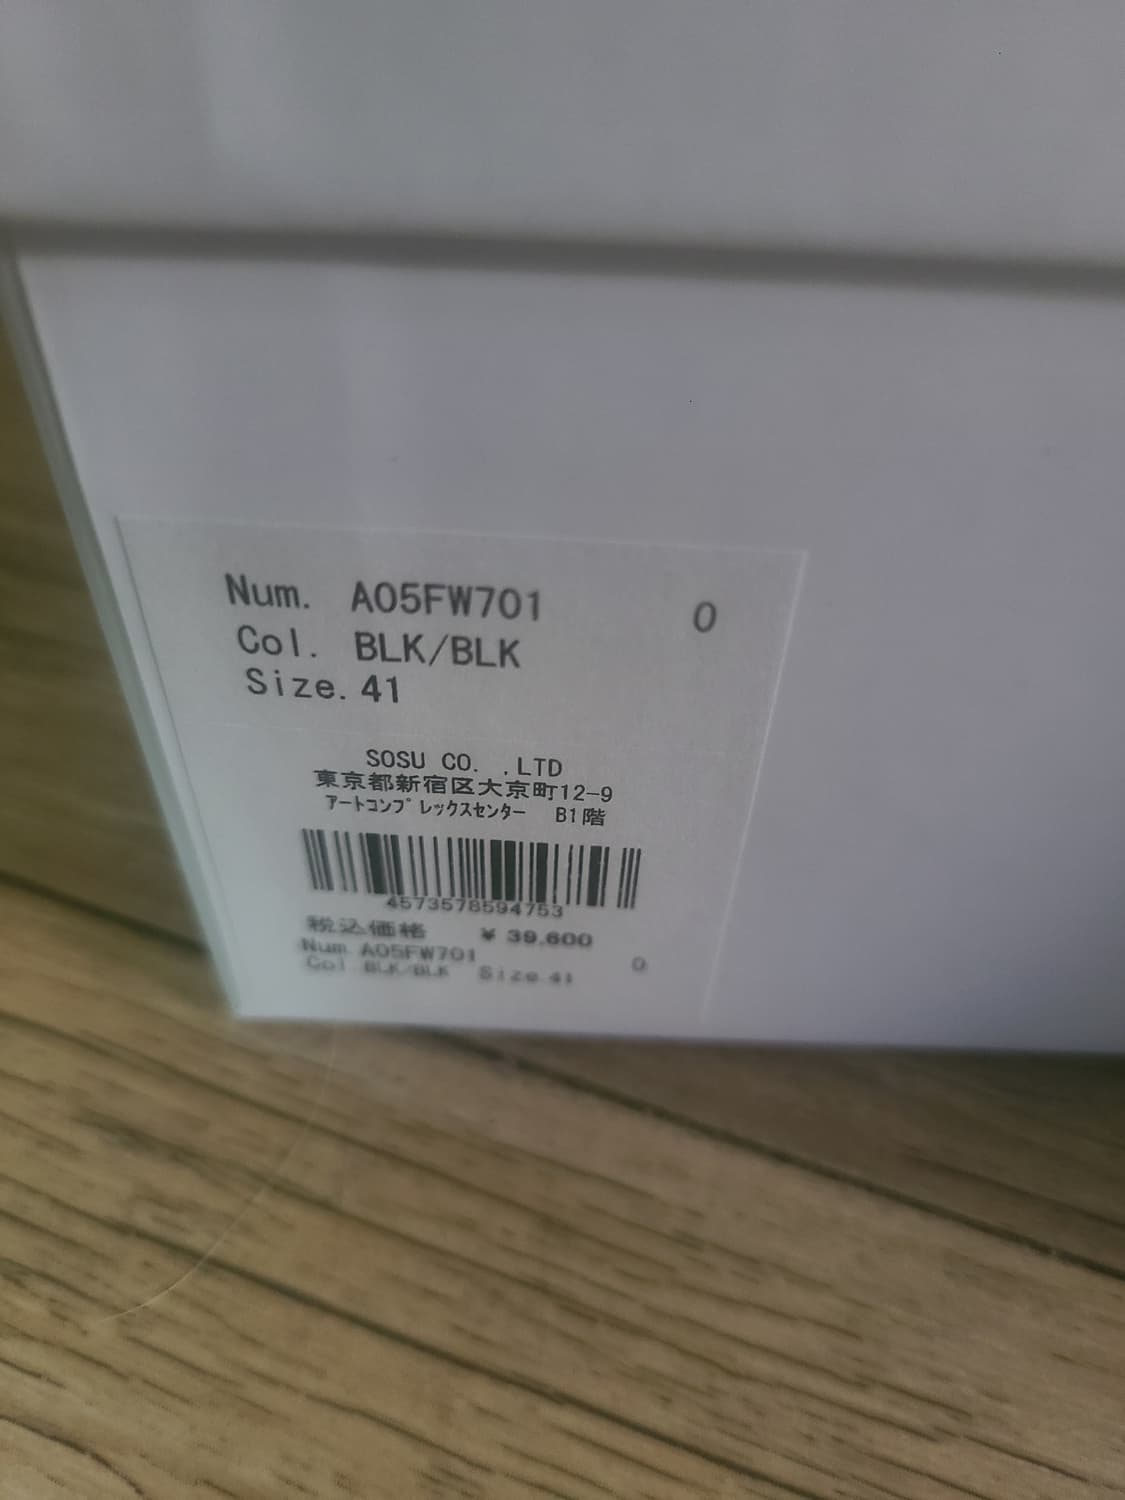 Num. A05FW701 0
Col. BLK/BLK
Size. 41
SOSU CO. ,LTD
東京都新宿区大京町12-9
アートコンプレックスセンター B1階
4573578594753
税込価格 ¥ 39,600
Num A05FW701
Col BLK/BLK Size.41 0